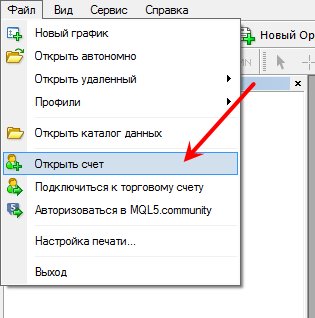 Файл Вид Сервис Справка
Новый график
Новый Ор
Открыть автономно
Открыть удаленный
MN
Профили
Открыть каталог данных
Открыть счет
Подключиться к торговому счету
Авторизоваться в MQL5.community
Настройка печати...
Выход